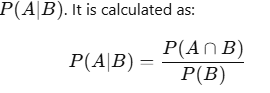 P(A|B). It is calculated as:
P(A|B) = P(A ∩ B) / P(B)